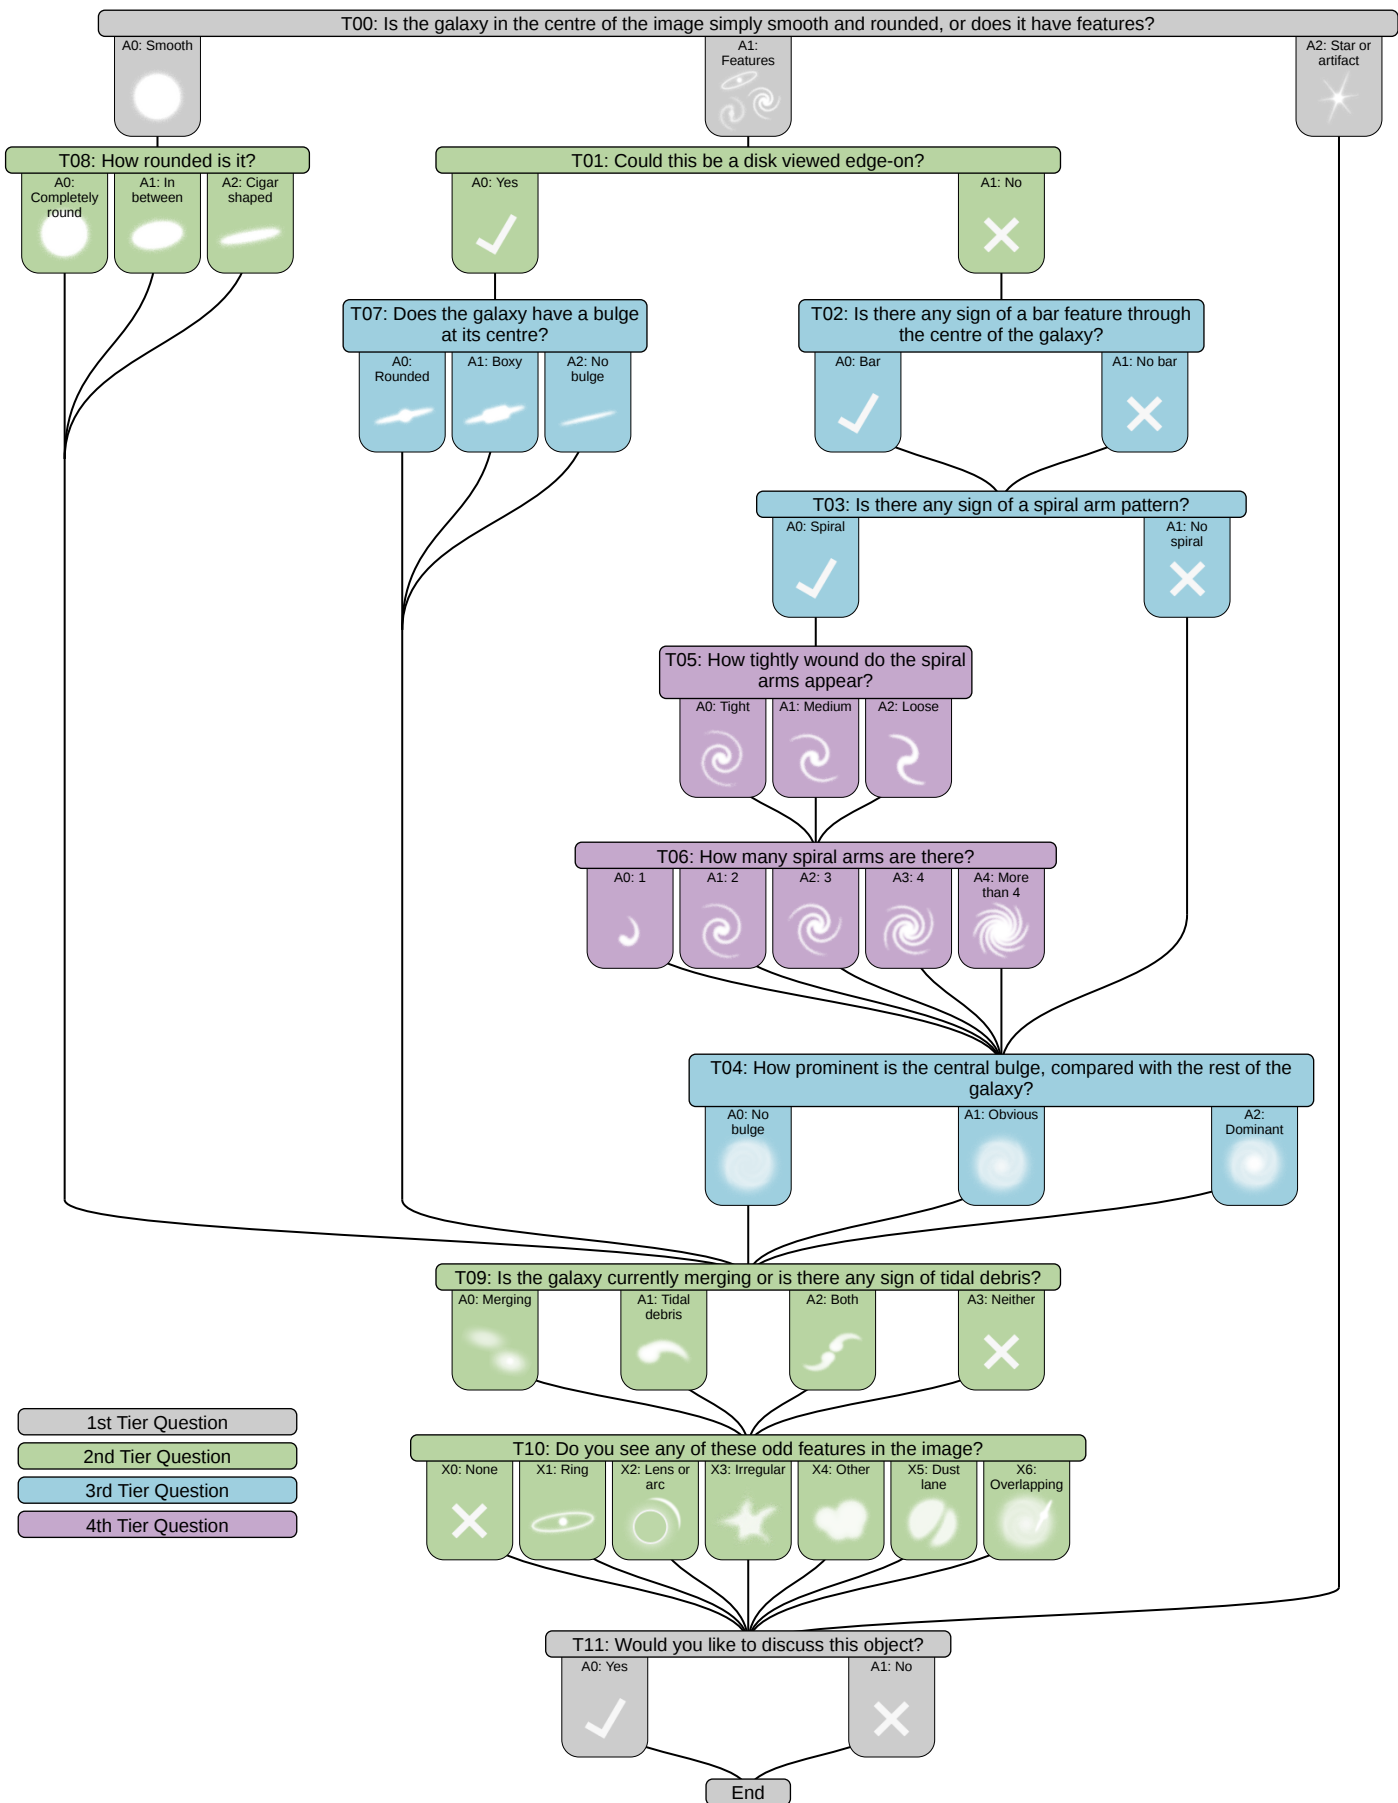 T00: Is the galaxy in the centre of the image simply smooth and rounded, or does it have features?
A0: Smooth
A1:
Features
A2: Star or
artifact
T08: How rounded is it?
A0:
Completely
round
A1: In
between
A2: Cigar
shaped
T01: Could this be a disk viewed edge-on?
A0: Yes
A1: No
T07: Does the galaxy have a bulge
at its centre?
A0:
Rounded
A1: Boxy
A2: No
bulge
T02: Is there any sign of a bar feature through
the centre of the galaxy?
A0: Bar
A1: No bar
T03: Is there any sign of a spiral arm pattern?
A0: Spiral
A1: No
spiral
T05: How tightly wound do the spiral
arms appear?
A0: Tight
A1: Medium
A2: Loose
T06: How many spiral arms are there?
A0: 1
A1: 2
A2: 3
A3: 4
A4: More
than 4
T04: How prominent is the central bulge, compared with the rest of the
galaxy?
A0: No
bulge
A1: Obvious
A2:
Dominant
T09: Is the galaxy currently merging or is there any sign of tidal debris?
A0: Merging
A1: Tidal
debris
A2: Both
A3: Neither
T10: Do you see any of these odd features in the image?
X0: None
X1: Ring
X2: Lens or
arc
X3: Irregular
X4: Other
X5: Dust
lane
X6:
Overlapping
T11: Would you like to discuss this object?
A0: Yes
A1: No
End
1st Tier Question
2nd Tier Question
3rd Tier Question
4th Tier Question